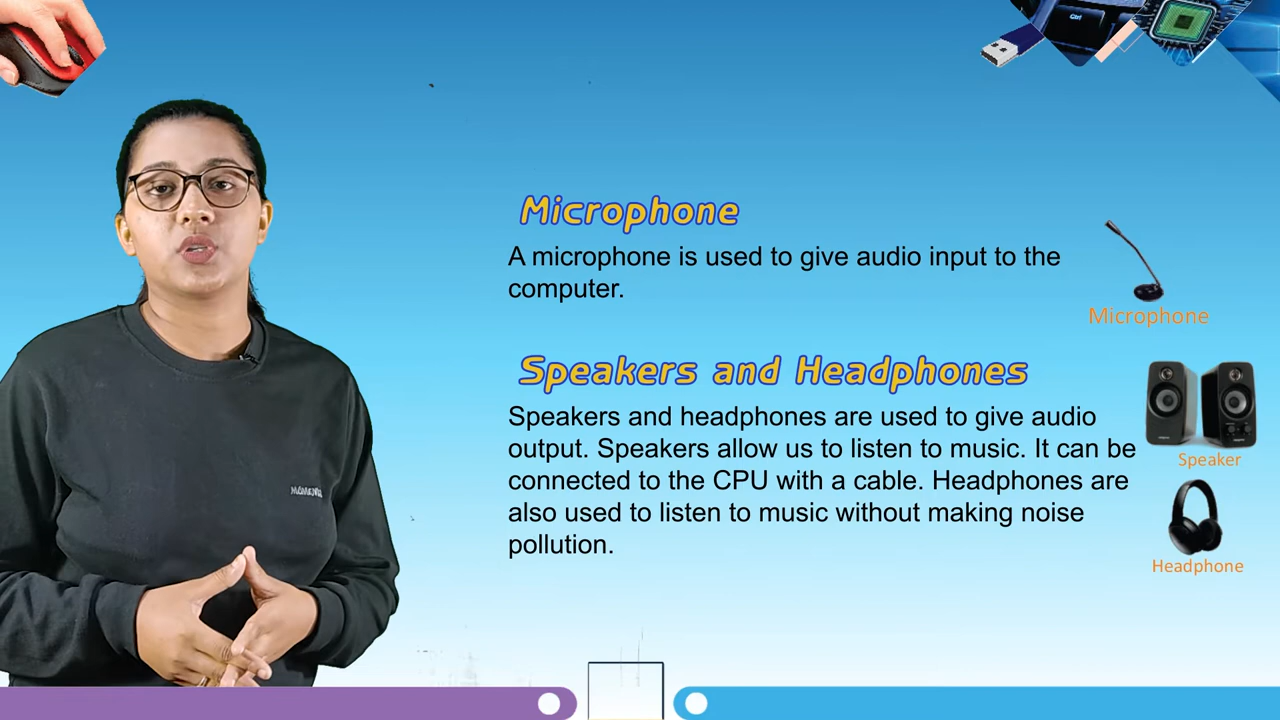 Ctrl
Microphone
A microphone is used to give audio input to the
computer.
Microphone
Speakers and Headphones
Speakers and headphones are used to give audio
output. Speakers allow us to listen to music. It can be
connected to the CPU with a cable. Headphones are
also used to listen to music without making noise
pollution.
Speaker
Headphone